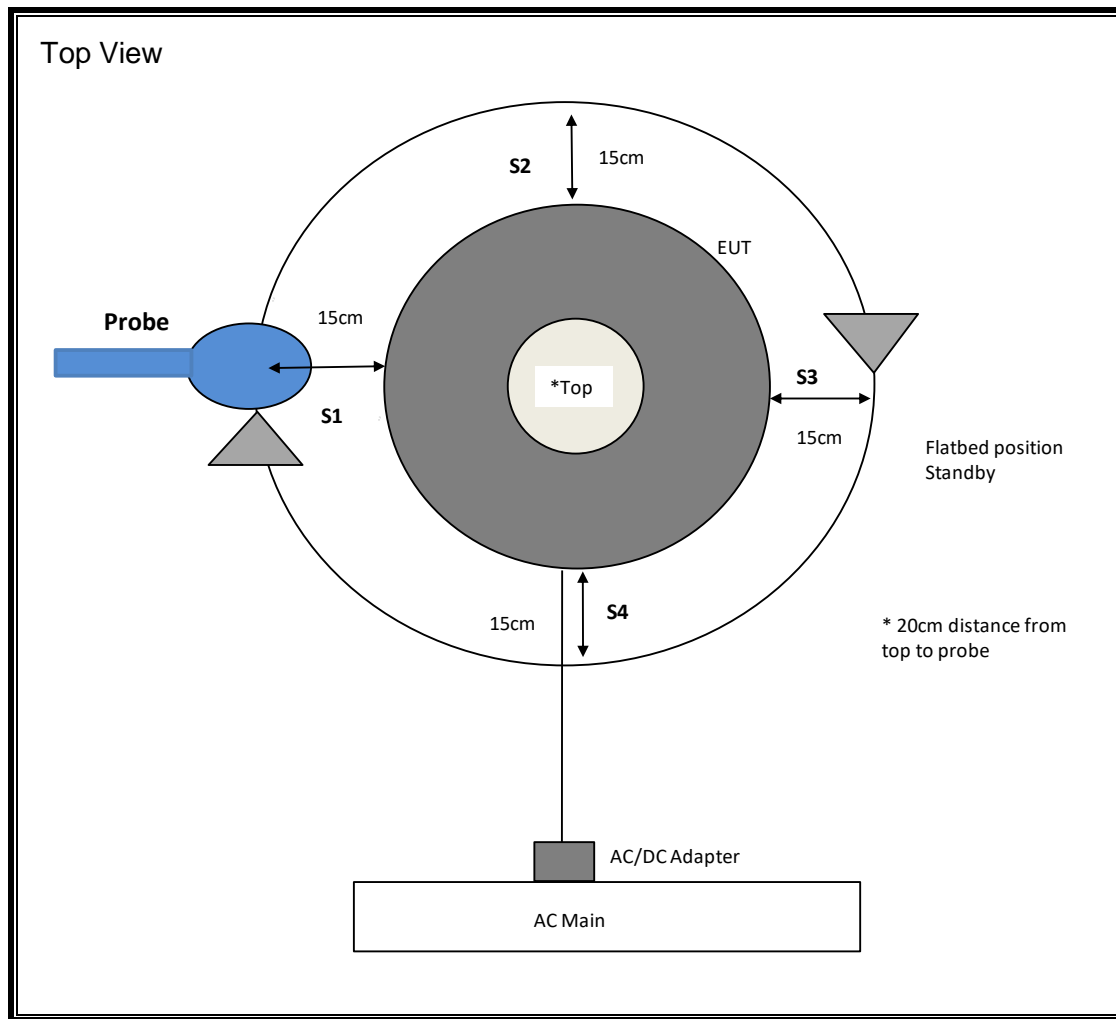 Top View
S2
15cm
EUT
Probe
15cm
S1
*Top
S3
15cm
Flatbed position
Standby
15cm
S4
* 20cm distance from
top to probe
AC/DC Adapter
AC Main